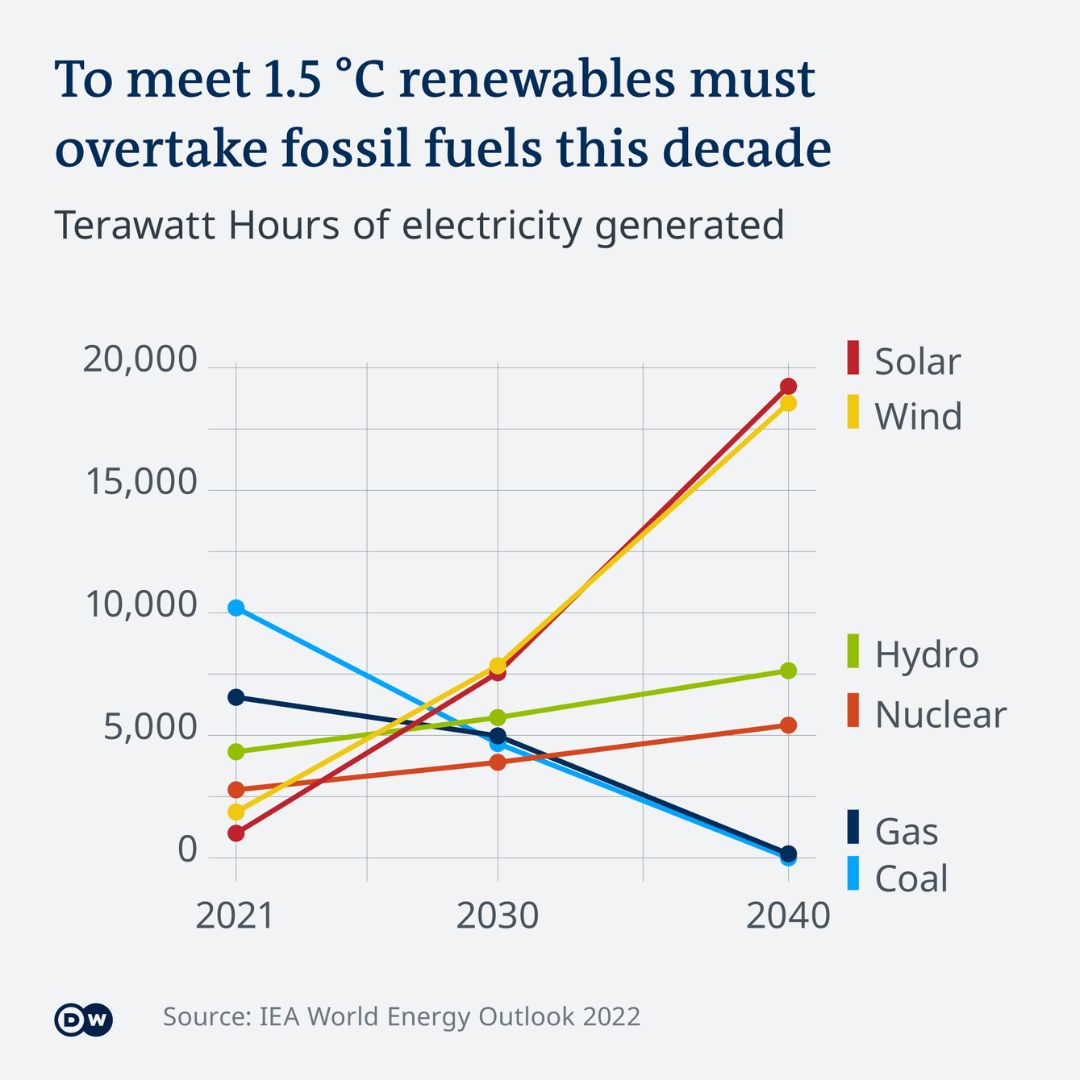 To meet 1.5 °C renewables must
overtake fossil fuels this decade
Terawatt Hours of electricity generated
20,000
15,000
10,000
5,000
0
2021
2030
2040
Solar
Wind
Hydro
Nuclear
Gas
Coal
DW
Source: IEA World Energy Outlook 2022